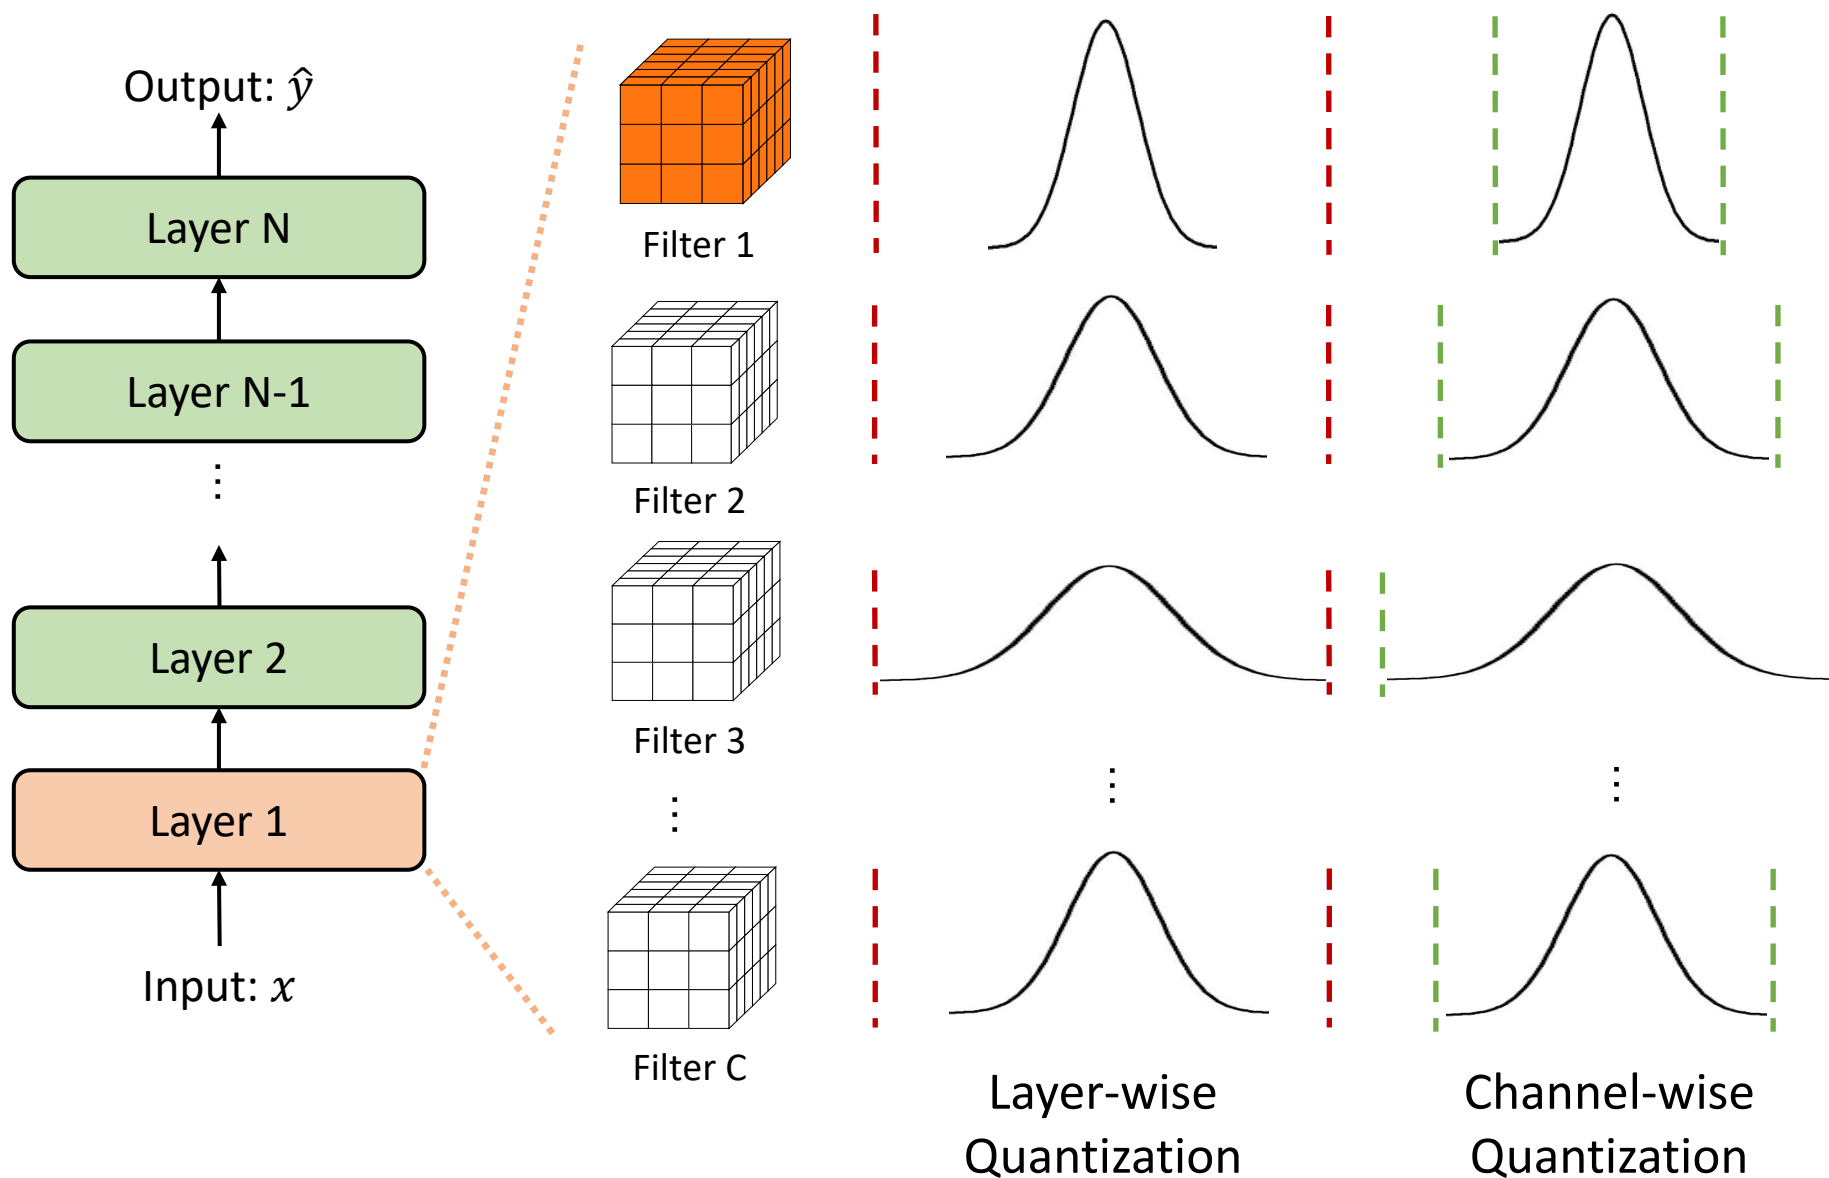 Output: ŷ
Layer N
Layer N-1
⋮
Layer 2
Layer 1
Input: x
Filter 1
Filter 2
Filter 3
⋮
Filter C
⋮
⋮
Layer-wise
Quantization
Channel-wise
Quantization